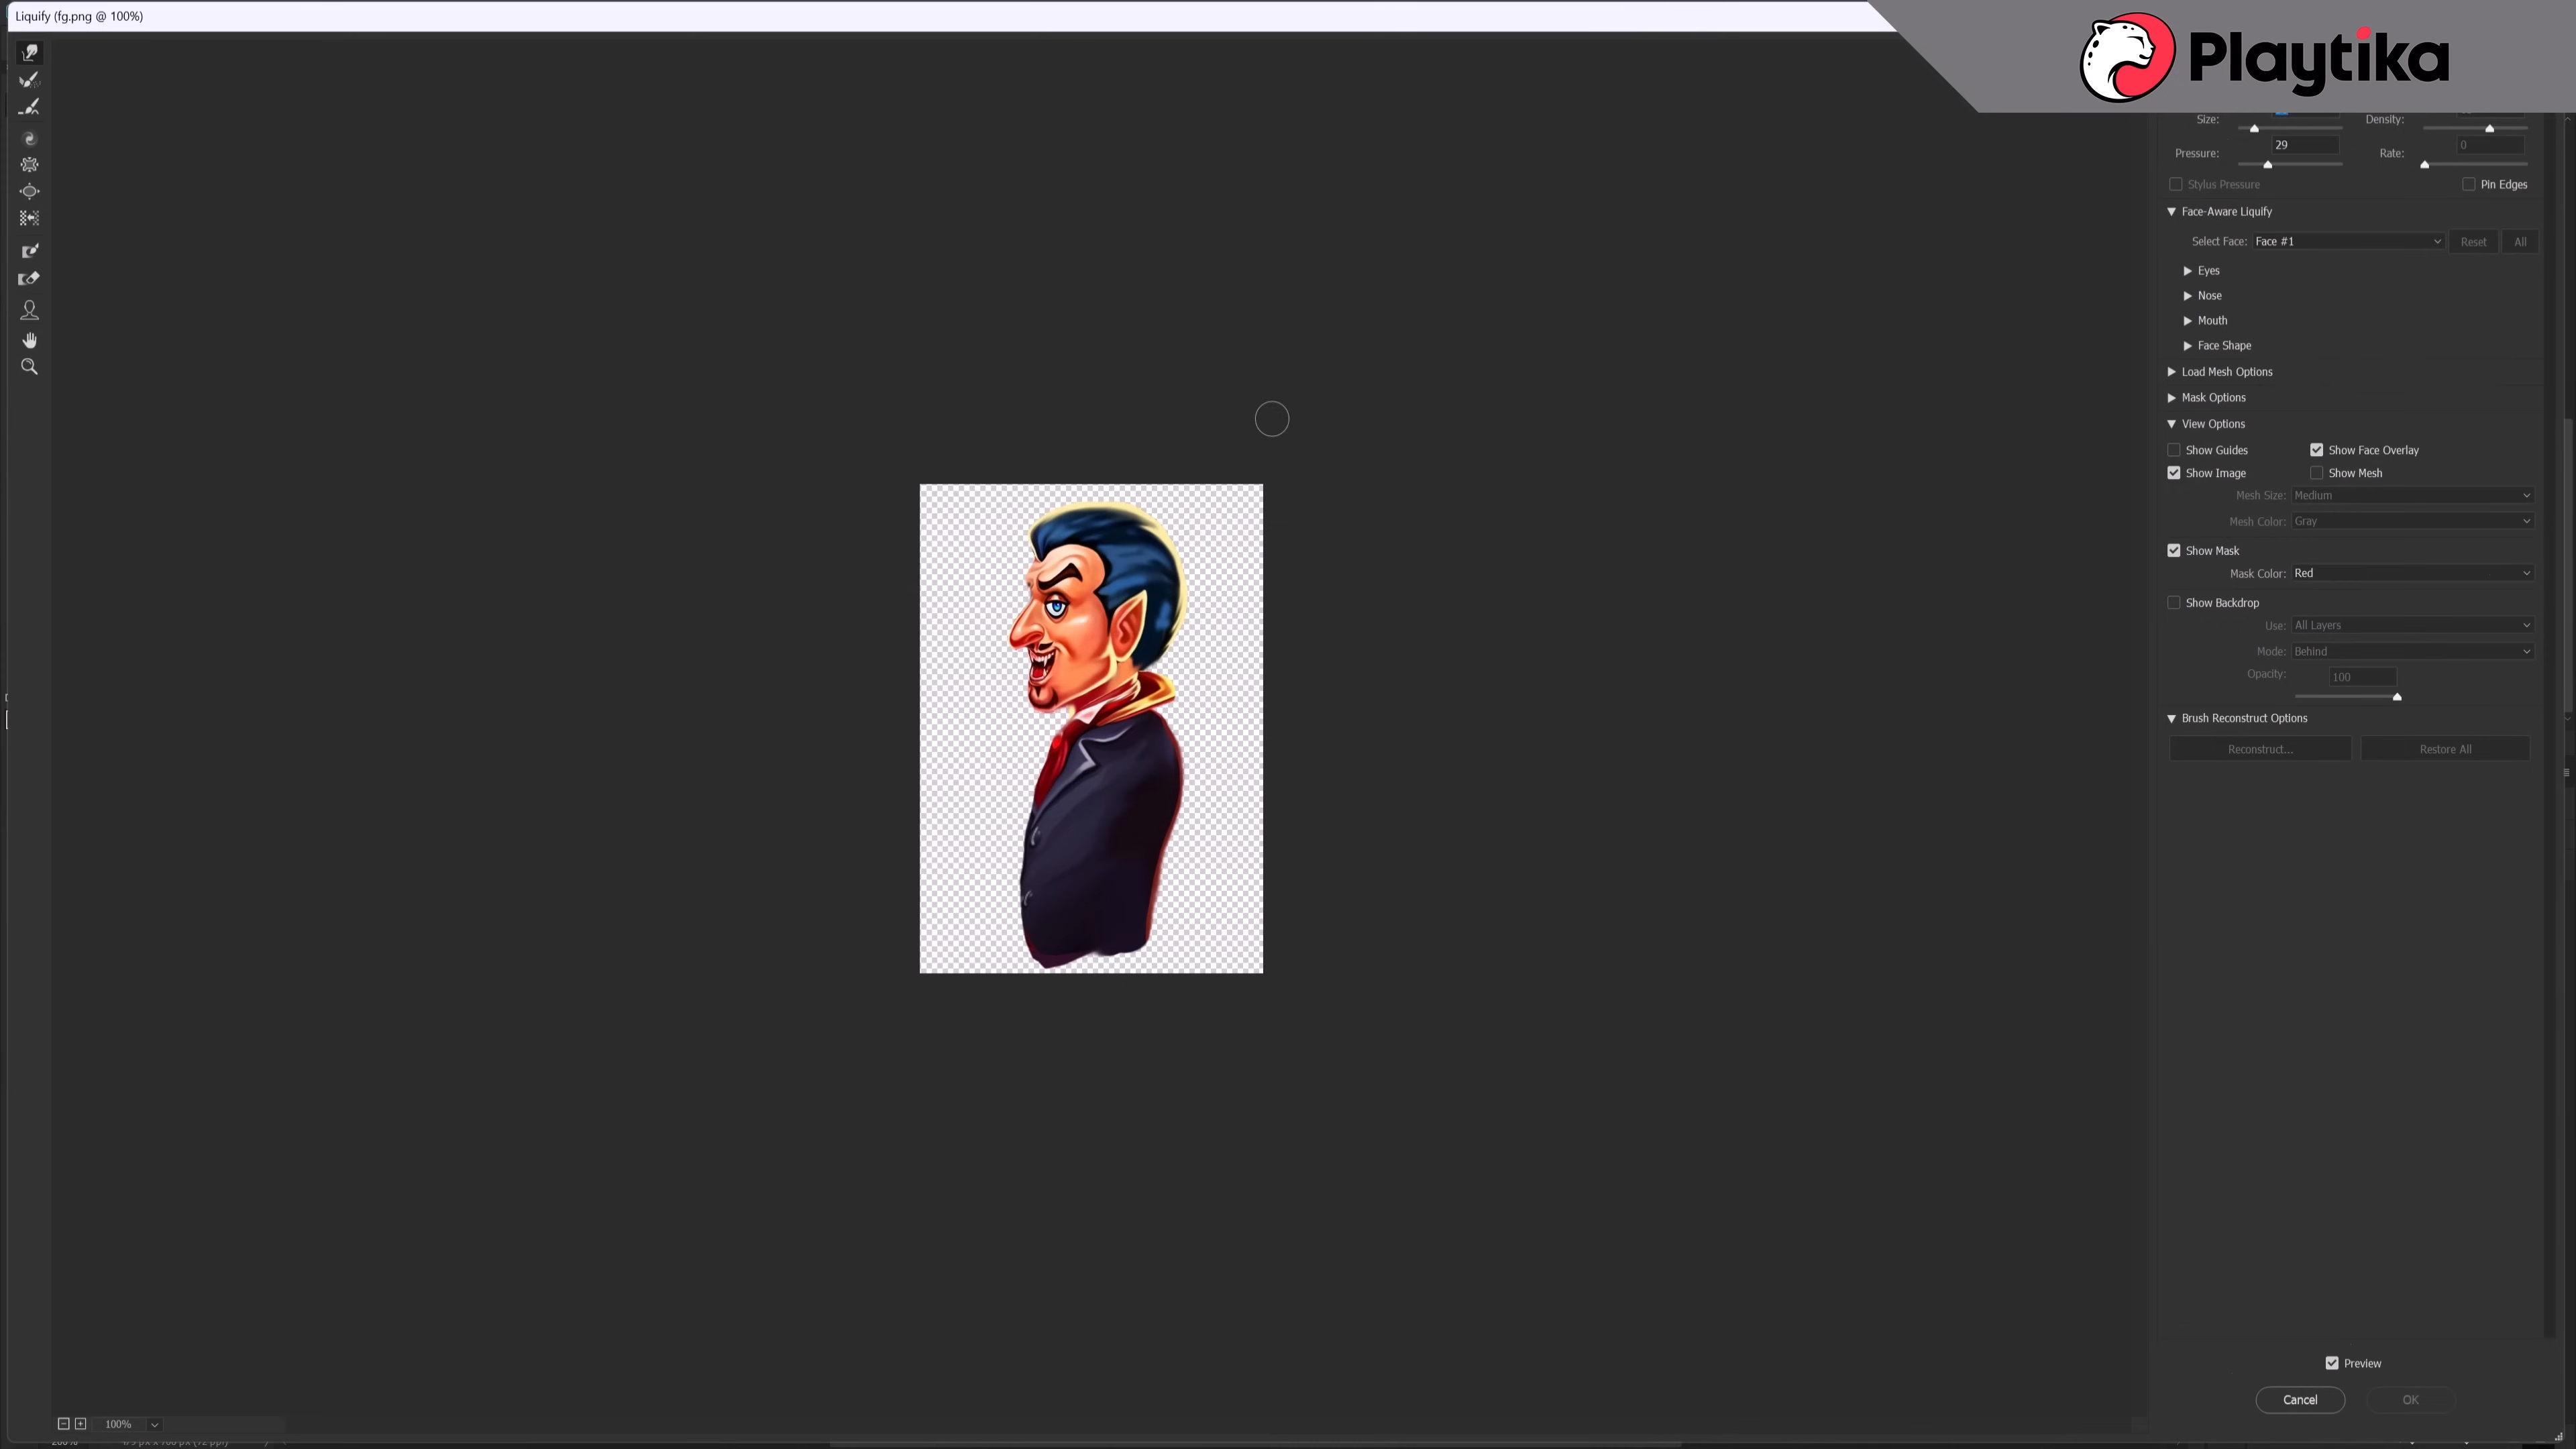 Liquify (fg.png @ 100%)
Playtika
Size: Density:
29 0
Pressure: Rate:
Stylus Pressure Pin Edges
Face-Aware Liquify
Select Face: Face #1 Reset All
Eyes
Nose
Mouth
Face Shape
Load Mesh Options
Mask Options
View Options
Show Guides Show Face Overlay
Show Image Show Mesh
Mesh Size: Medium
Mesh Color: Gray
Show Mask
Mask Color: Red
Show Backdrop
Use: All Layers
Mode: Behind
Opacity: 100
Brush Reconstruct Options
Reconstruct... Restore All
Preview
Cancel OK
100%